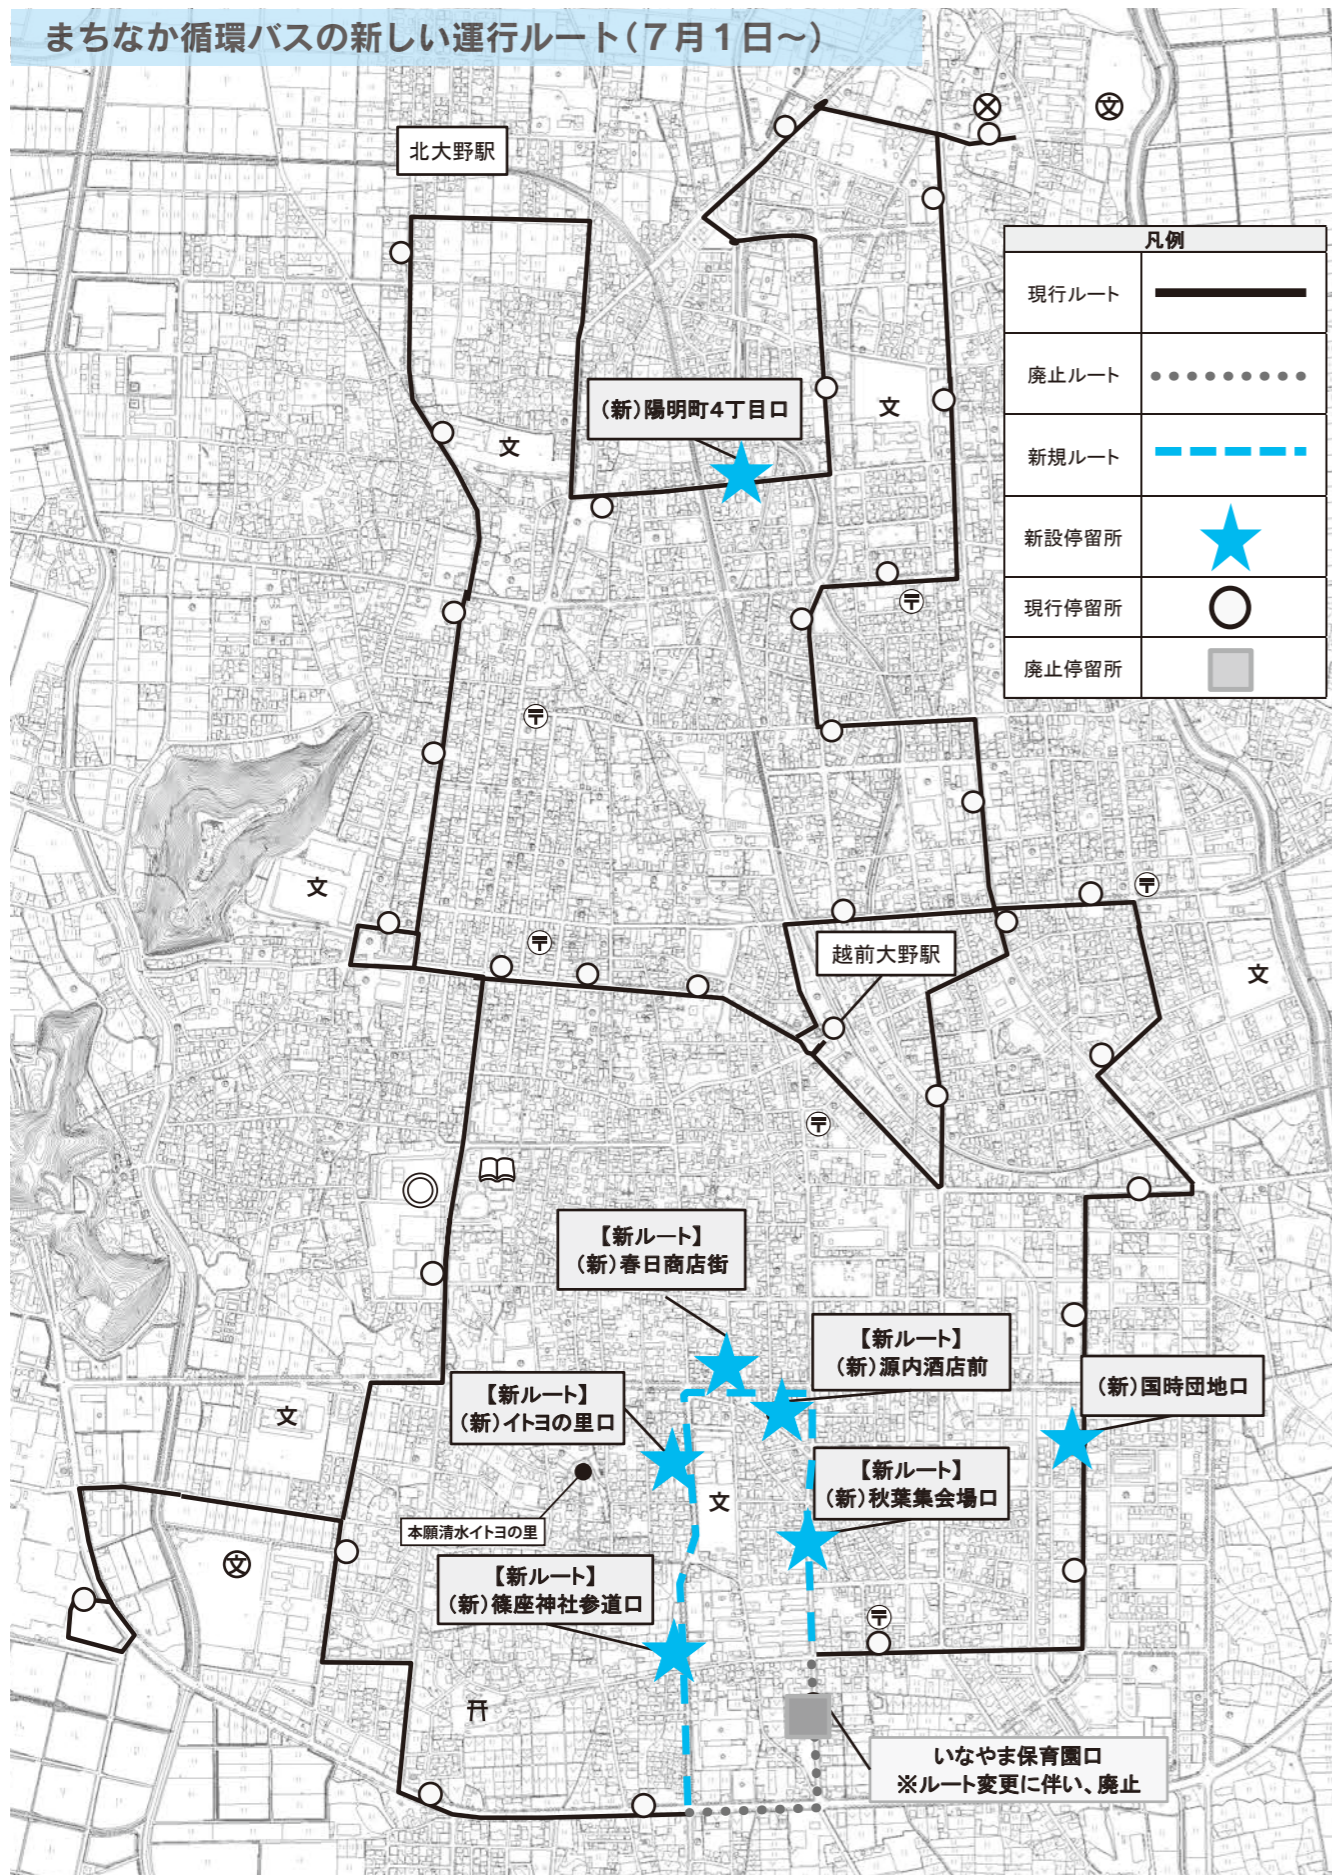 まちなか循環バスの新しい運行ルート(7月1日~)
北大野駅
凡例
現行ルート
廃止ルート
新規ルート
新設停留所
現行停留所
廃止停留所
(新)陽明町4丁目口
文
文
文
〒
〒
〒
〒
文
越前大野駅
文
〒
【新ルート】
(新)春日商店街
【新ルート】
(新)源内酒店前
(新)国時団地口
【新ルート】
(新)イトヨの里口
文
【新ルート】
(新)秋葉集会場口
文
本願清水イトヨの里
文
【新ルート】
(新)篠座神社参道口
〒
いなやま保育園口
※ルート変更に伴い、廃止